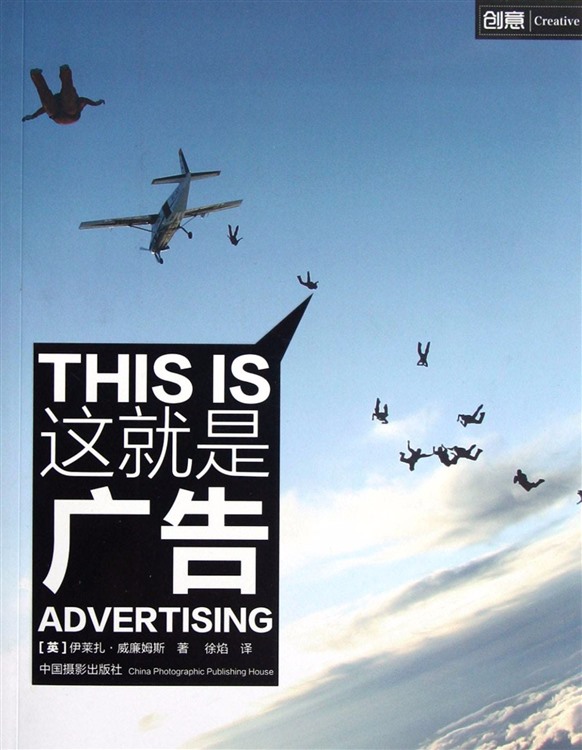 创意 Creative
THIS IS
这就是
广告
ADVERTISING
[英] 伊莱扎·威廉姆斯 著 徐焰 译
中国摄影出版社 China Photographic Publishing House